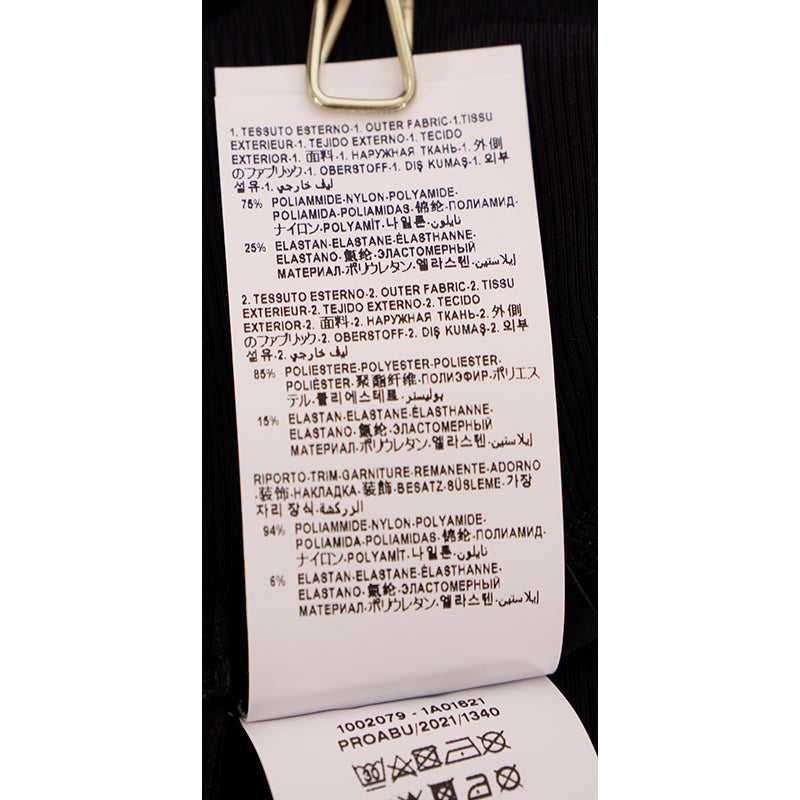 1. TESSUTO ESTERNO-1. OUTER FABRIC-1.TISSU
EXTERIEUR-1. TEJIDO EXTERNO-1. TECIDO
EXTERIOR-1. 面料-1. НАРУЖНАЯ ТКАНЬ-1. 外側
のファブリック-1. OBERSTOFF-1. DIŞ KUMAŞ-1. 외부
섬유-1. ليف خارجي
75% POLIAMMIDE-NYLON-POLYAMIDE-
POLIAMIDA-POLIAMIDAS-锦纶-ПОЛИАМИД-
ナイロン-POLYAMİT-나일론-نايلون
25% ELASTAN-ELASTANE-ÉLASTHANNE-
ELASTANO-氨纶-ЭЛАСТОМЕРНЫЙ
МАТЕРИАЛ-ポリウレタン-엘라스텐-إيلاستين
2. TESSUTO ESTERNO-2. OUTER FABRIC-2. TISSU
EXTERIEUR-2. TEJIDO EXTERNO-2. TECIDO
EXTERIOR-2. 面料-2. НАРУЖНАЯ ТКАНЬ-2. 外側
のファブリック-2. OBERSTOFF-2. DIŞ KUMAŞ-2. 외부
섬유-2. ليف خارجي
85% POLIESTERE-POLYESTER-POLIESTER-
POLIÉSTER-聚酯纤维-ПОЛИЭФИР-ポリエス
テル-폴리에스테르-بوليستر
15% ELASTAN-ELASTANE-ÉLASTHANNE-
ELASTANO-氨纶-ЭЛАСТОМЕРНЫЙ
МАТЕРИАЛ-ポリウレタン-엘라스텐-إيلاستين
RIPORTO-TRIM-GARNITURE-REMANENTE-ADORNO
-装饰-НАКЛАДКА-装飾-BESATZ-SÜSLEME-가장
자리 장식-الزركشة
94% POLIAMMIDE-NYLON-POLYAMIDE-
POLIAMIDA-POLIAMIDAS-锦纶-ПОЛИАМИД-
ナイロン-POLYAMİT-나일론-نايلون
6% ELASTAN-ELASTANE-ÉLASTHANNE-
ELASTANO-氨纶-ЭЛАСТОМЕРНЫЙ
МАТЕРИАЛ-ポリウレタン-엘라스텐-إيلاستين
1002079 - 1A01621
PROABU/2021/1340
30